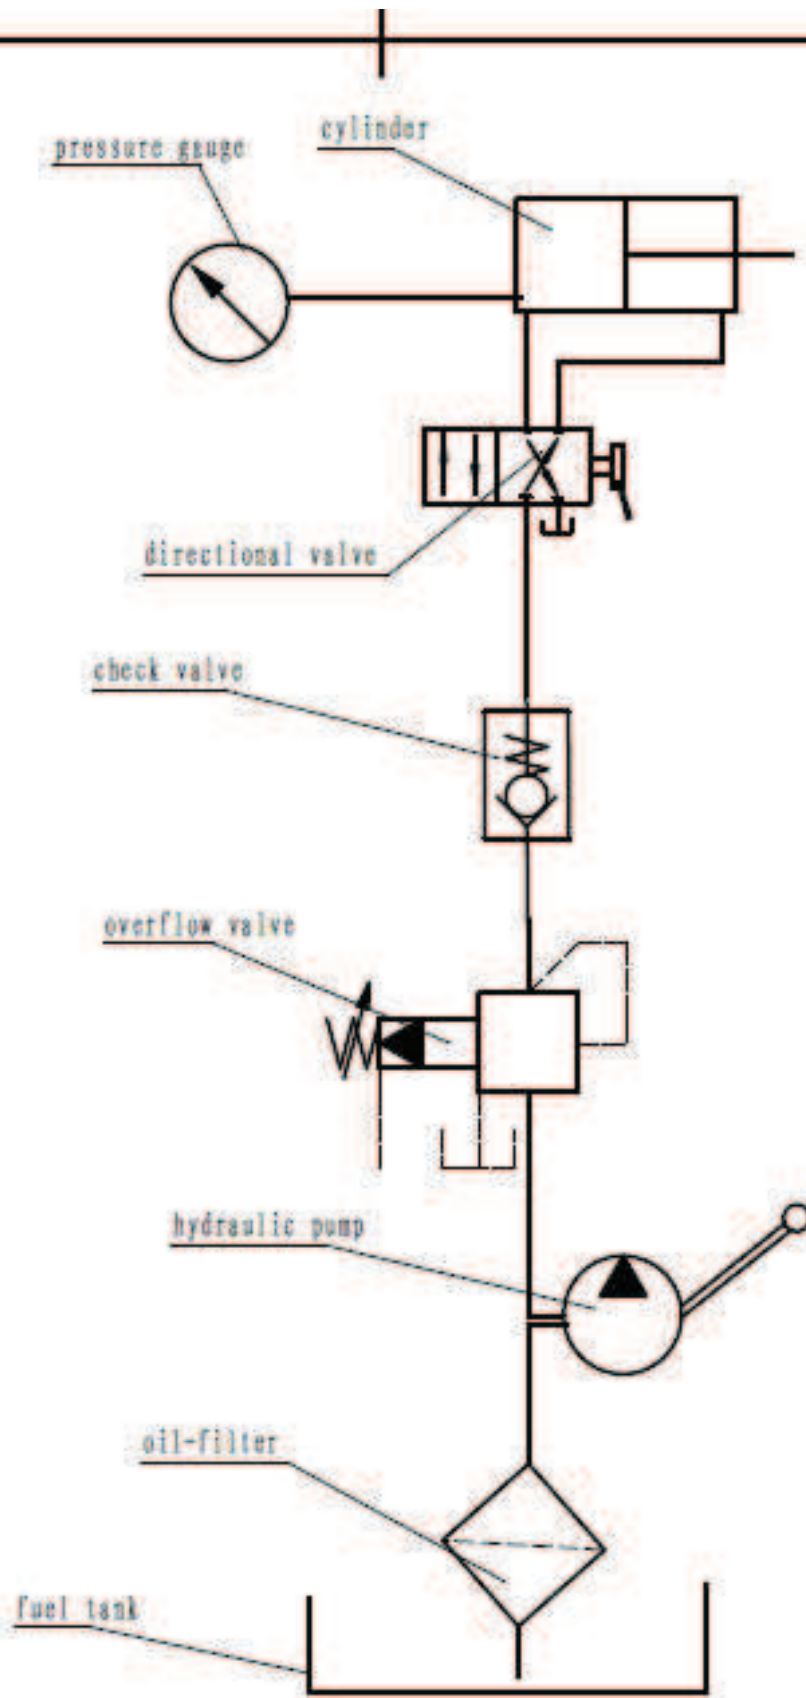 cylinder
pressure gauge
directional valve
check valve
overflow valve
hydraulic pump
oil-filter
fuel tank